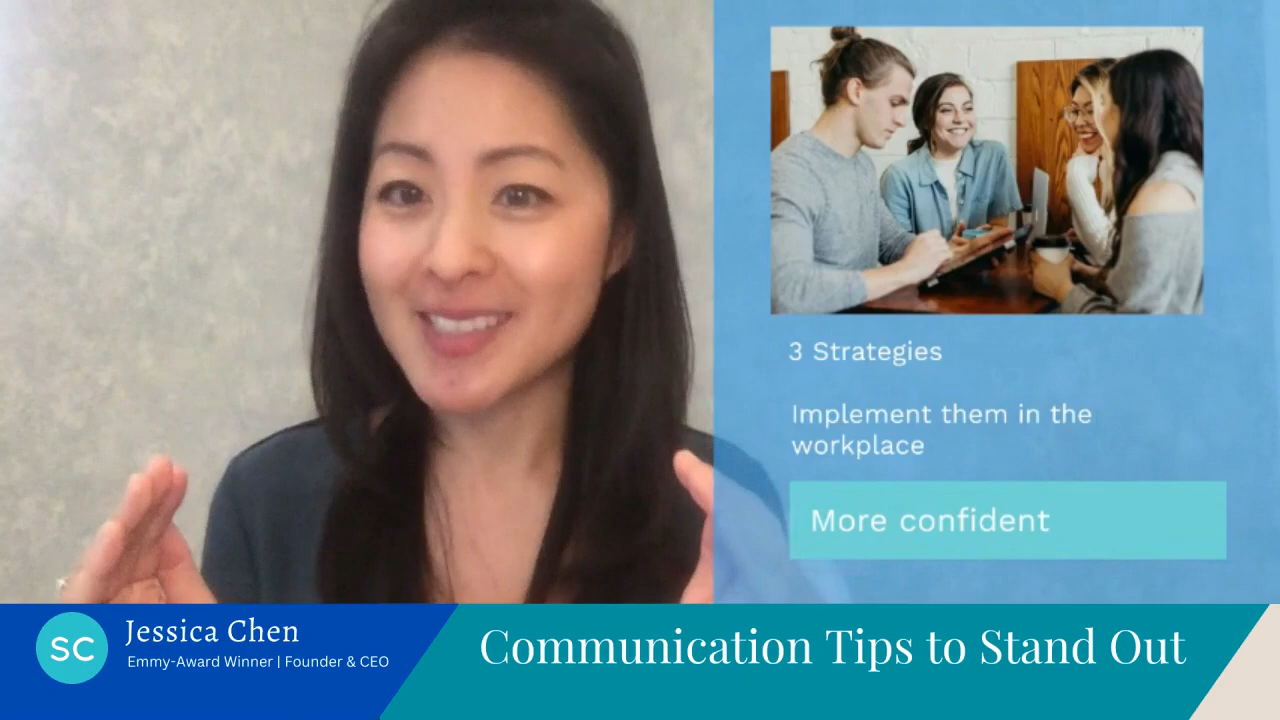 3 Strategies
Implement them in the
workplace
More confident
SC
Jessica Chen
Emmy-Award Winner | Founder & CEO
Communication Tips to Stand Out